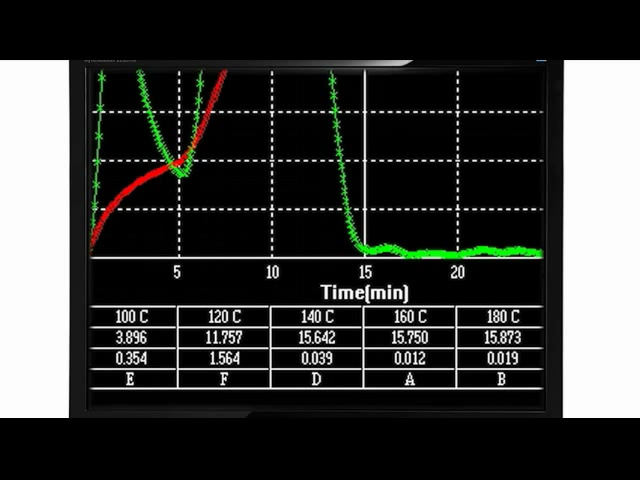 5 10 15 20
Time(min)
100 C 120 C 140 C 160 C 180 C
3.896 11.757 15.642 15.750 15.873
0.354 1.564 0.039 0.012 0.019
E F D A B